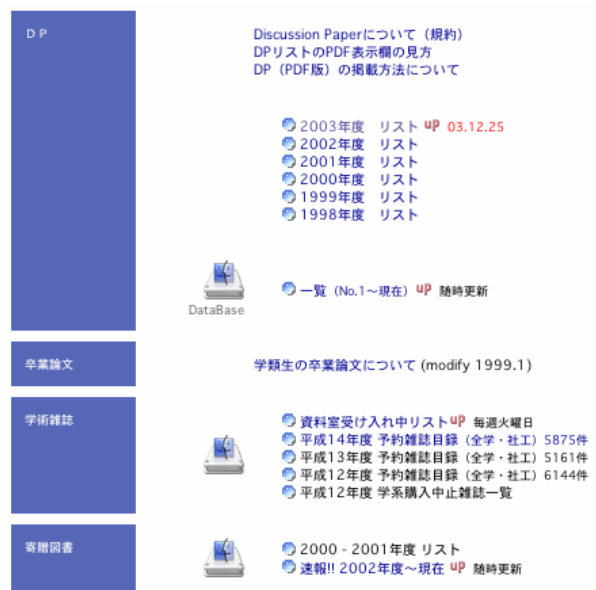 ＤＰ
Discussion Paperについて（規約）
DPリストのPDF表示欄の見方
DP（PDF版）の掲載方法について
2003年度　リスト up 03.12.25
2002年度　リスト
2001年度　リスト
2000年度　リスト
1999年度　リスト
1998年度　リスト
一覧（No.1～現在）up 随時更新
DataBase
卒業論文
学類生の卒業論文について (modify 1999.1)
学術雑誌
資料室受け入れ中リストup 毎週火曜日
平成14年度 予約雑誌目録（全学・社工）5875件
平成13年度 予約雑誌目録（全学・社工）5161件
平成12年度 予約雑誌目録（全学・社工）6144件
平成12年度 学系購入中止雑誌一覧
寄贈図書
2000 - 2001年度 リスト
速報!! 2002年度～現在 up 随時更新